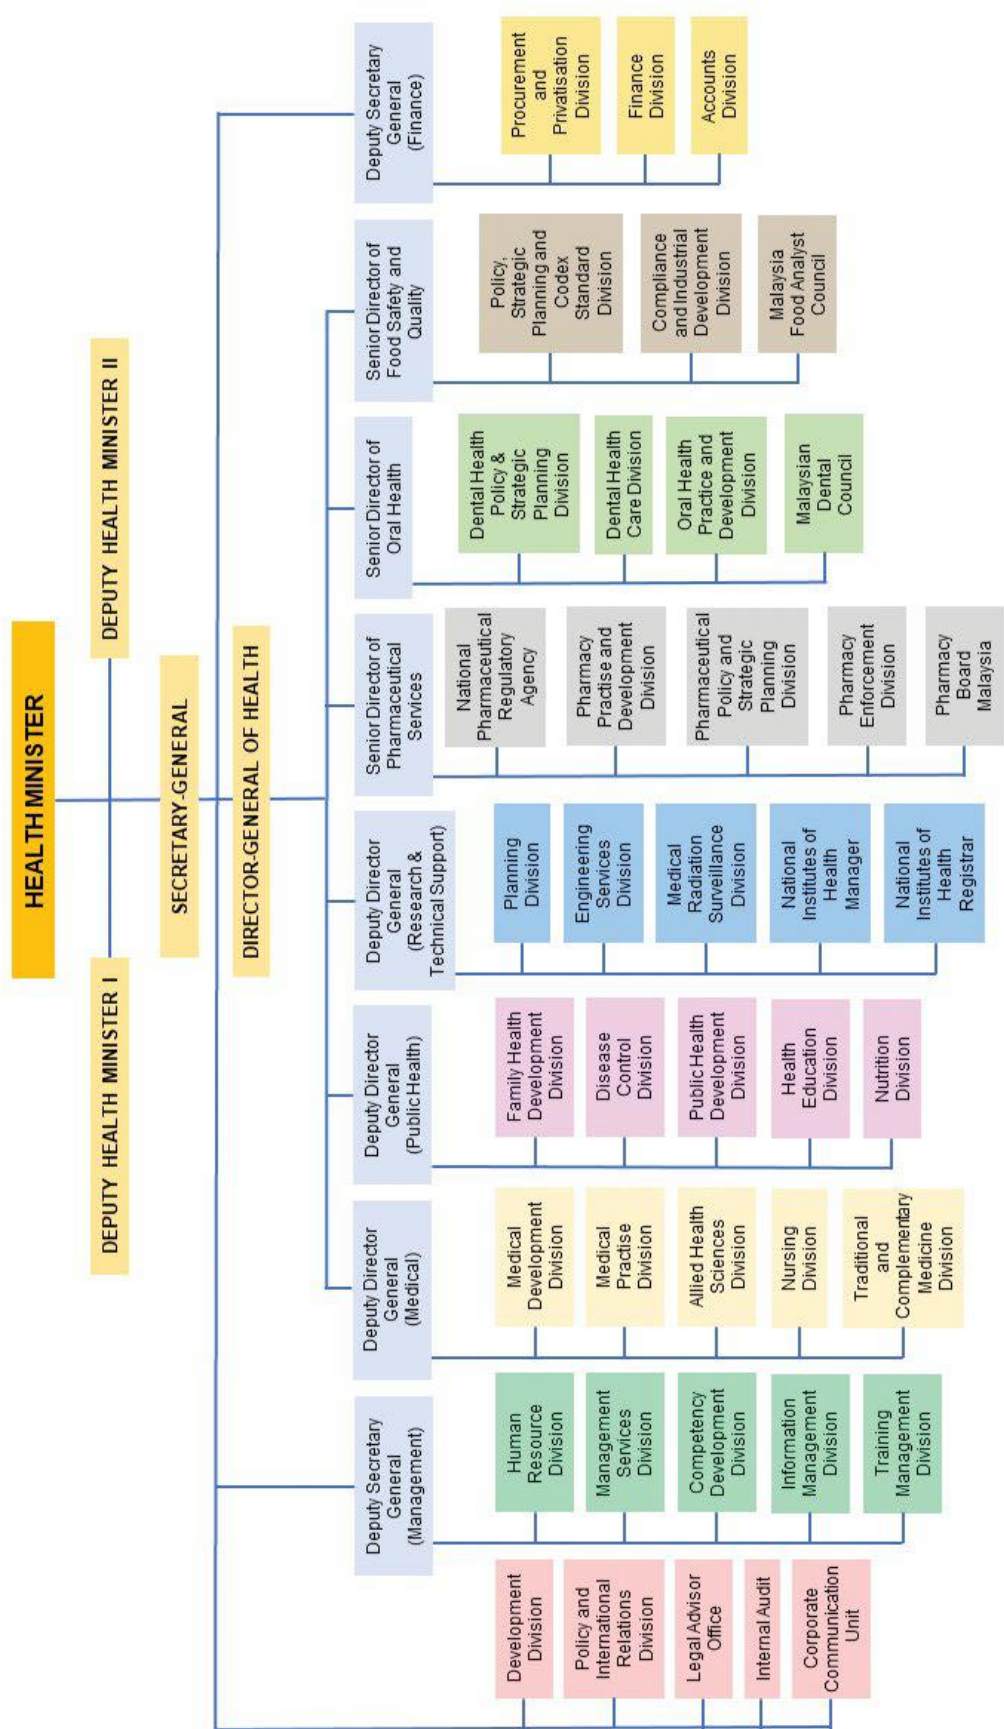 HEALTH MINISTER
DEPUTY HEALTH MINISTER I
DEPUTY HEALTH MINISTER II
SECRETARY-GENERAL
DIRECTOR-GENERAL OF HEALTH
Development
Division
Policy and
International
Relations
Division
Legal Advisor
Office
Internal Audit
Corporate
Communication
Unit
Deputy Secretary
General
(Management)
Human
Resource
Division
Management
Services
Division
Competency
Development
Division
Information
Management
Division
Training
Management
Division
Deputy Director
General
(Medical)
Medical
Development
Division
Medical
Practise
Division
Allied Health
Sciences
Division
Nursing
Division
Traditional
and
Complementary
Medicine
Division
Deputy Director
General
(Public Health)
Family Health
Development
Division
Disease
Control
Division
Public Health
Development
Division
Health
Education
Division
Nutrition
Division
Deputy Director
General
(Research &
Technical Support)
Planning
Division
Engineering
Services
Division
Medical
Radiation
Surveillance
Division
National
Institutes of
Health
Manager
National
Institutes of
Health
Registrar
Senior Director of
Pharmaceutical
Services
National
Pharmaceutical
Regulatory
Agency
Pharmacy
Practise and
Development
Division
Pharmaceutical
Policy and
Strategic
Planning
Division
Pharmacy
Enforcement
Division
Pharmacy
Board
Malaysia
Senior Director of
Oral Health
Dental Health
Policy &
Strategic
Planning
Division
Dental Health
Care Division
Oral Health
Practice and
Development
Division
Malaysian
Dental
Council
Senior Director of
Food Safety and
Quality
Policy,
Strategic
Planning and
Codex
Standard
Division
Compliance
and Industrial
Development
Division
Malaysia
Food Analyst
Council
Deputy Secretary
General
(Finance)
Procurement
and
Privatisation
Division
Finance
Division
Accounts
Division